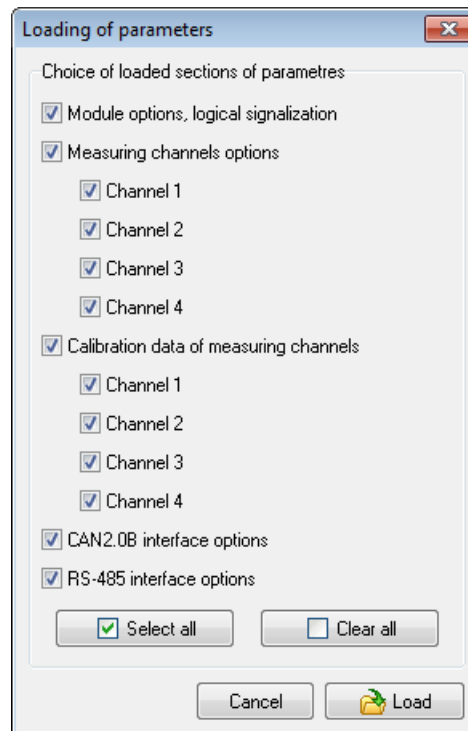 Loading of parameters
Choice of loaded sections of parametres
Module options, logical signalization
Measuring channels options
Channel 1
Channel 2
Channel 3
Channel 4
Calibration data of measuring channels
Channel 1
Channel 2
Channel 3
Channel 4
CAN2.0B interface options
RS-485 interface options
Select all Clear all
Cancel Load